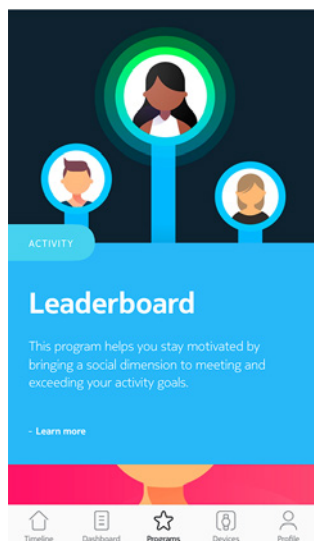 ACTIVITY
Leaderboard
This program helps you stay motivated by
bringing a social dimension to meeting and
exceeding your activity goals.
- Learn more
Timeline Dashboard Programs Devices Profile